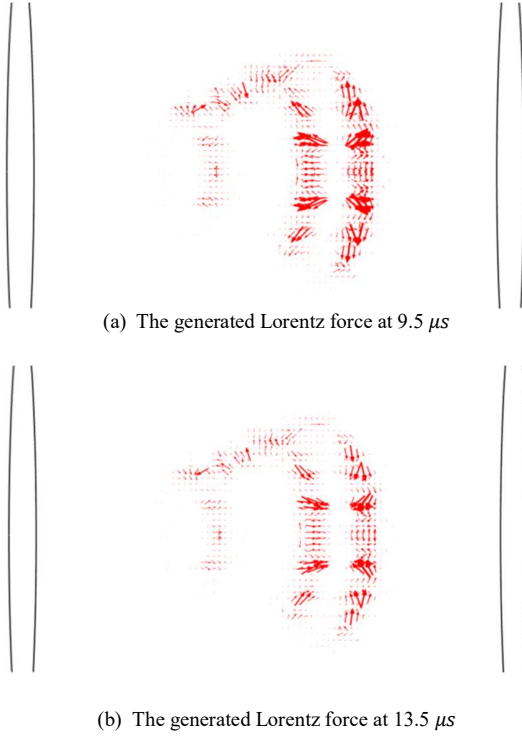 (a) The generated Lorentz force at 9.5 𝜇𝑠
(b) The generated Lorentz force at 13.5 𝜇𝑠